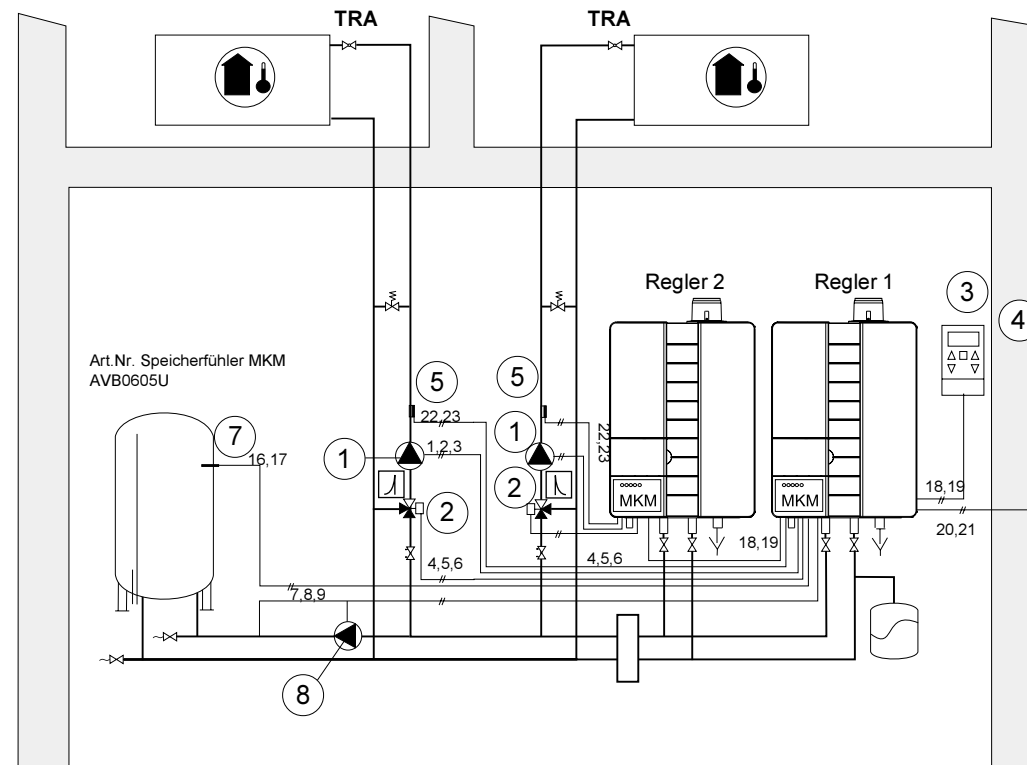 TRA
TRA
Regler 2
Regler 1
3
4
Art.Nr. Speicherfühler MKM
AVB0605U
5
5
22,23
7
16,17
1
1,2,3
1
22,23
2
2
MKM
MKM
18,19
20,21
18,19
4,5,6
4,5,6
7,8,9
8